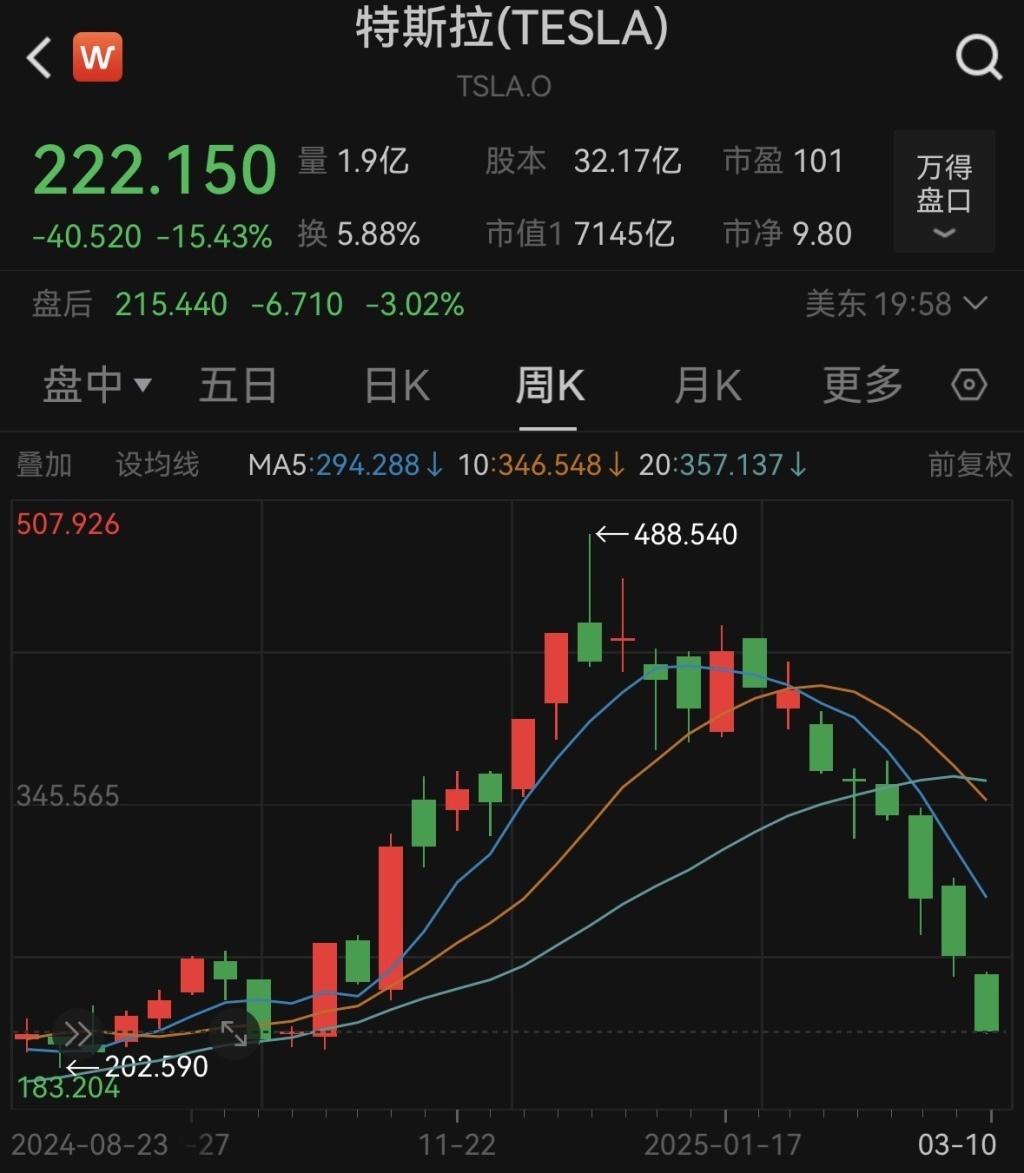 特斯拉(TESLA)
W
TSLA.O
222.150
-40.520 -15.43%
量 1.9亿 股本 32.17亿 市盈 101
换 5.88% 市值1 7145亿 市净 9.80
万得
盘口
盘后 215.440 -6.710 -3.02% 美东 19:58
盘中 五日 日K 周K 月K 更多
叠加 设均线 MA5:294.288↓ 10:346.548↓ 20:357.137↓ 前复权
507.926
←488.540
345.565
←202.590
183.204
2024-08-23 -27 11-22 2025-01-17 03-10